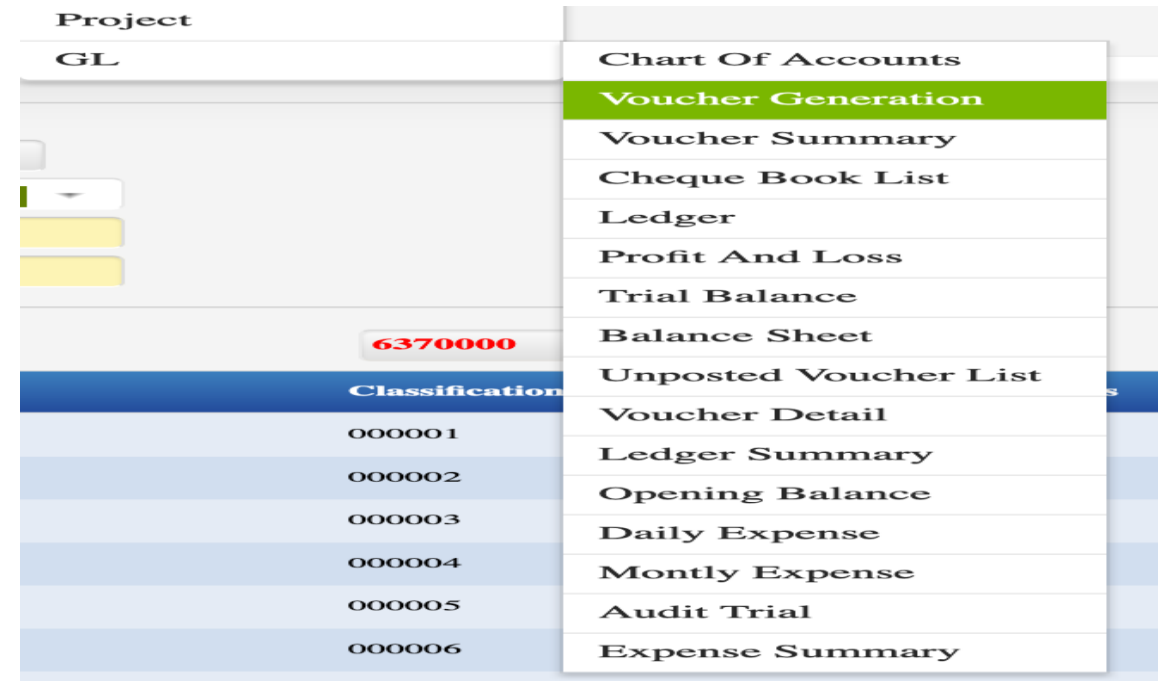 Project
GL
Chart Of Accounts
Voucher Generation
Voucher Summary
Cheque Book List
Ledger
Profit And Loss
Trial Balance
Balance Sheet
Unposted Voucher List
Voucher Detail
Ledger Summary
Opening Balance
Daily Expense
Montly Expense
Audit Trial
Expense Summary
6370000
Classification
000001
000002
000003
000004
000005
000006